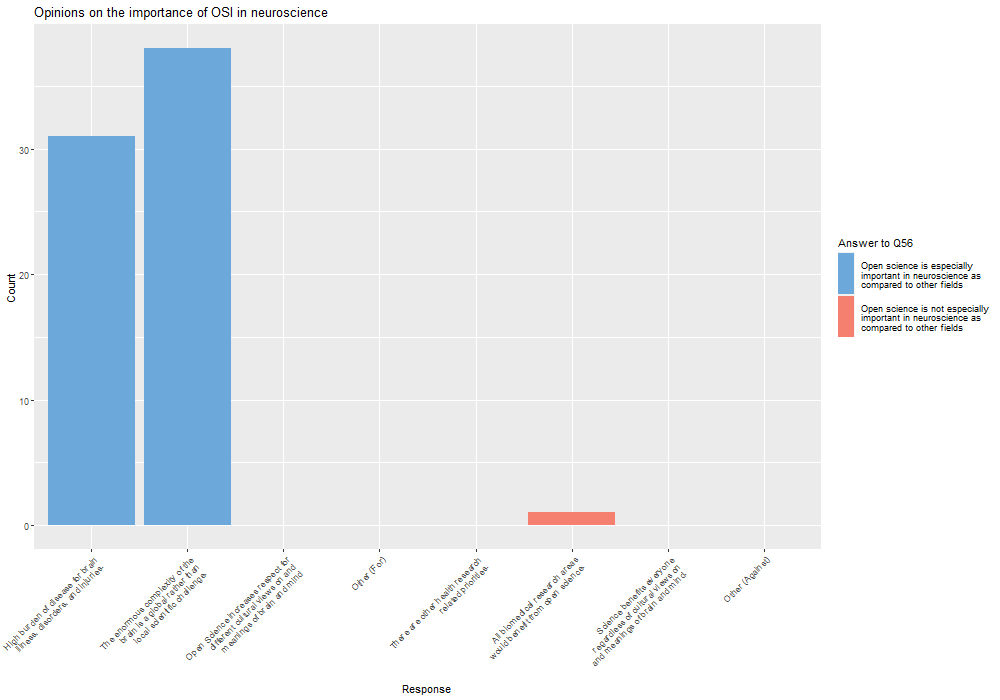 Opinions on the importance of OSI in neuroscience
Count
30
20
10
0
High burden of disease for brain
illness, disorders, and injuries.
The enormous complexity of the
brain is a global rather than
local scientific challenge.
Open Science increases respect for
different cultural views on and
meanings of brain and mind
Other (For)
There are other health research
related priorities.
All biomedical research areas
would benefit from open science.
Science benefits everyone
regardless of cultural views on
and meanings of brain and mind.
Other (Against)
Response
Answer to Q56
Open science is especially
important in neuroscience as
compared to other fields
Open science is not especially
important in neuroscience as
compared to other fields